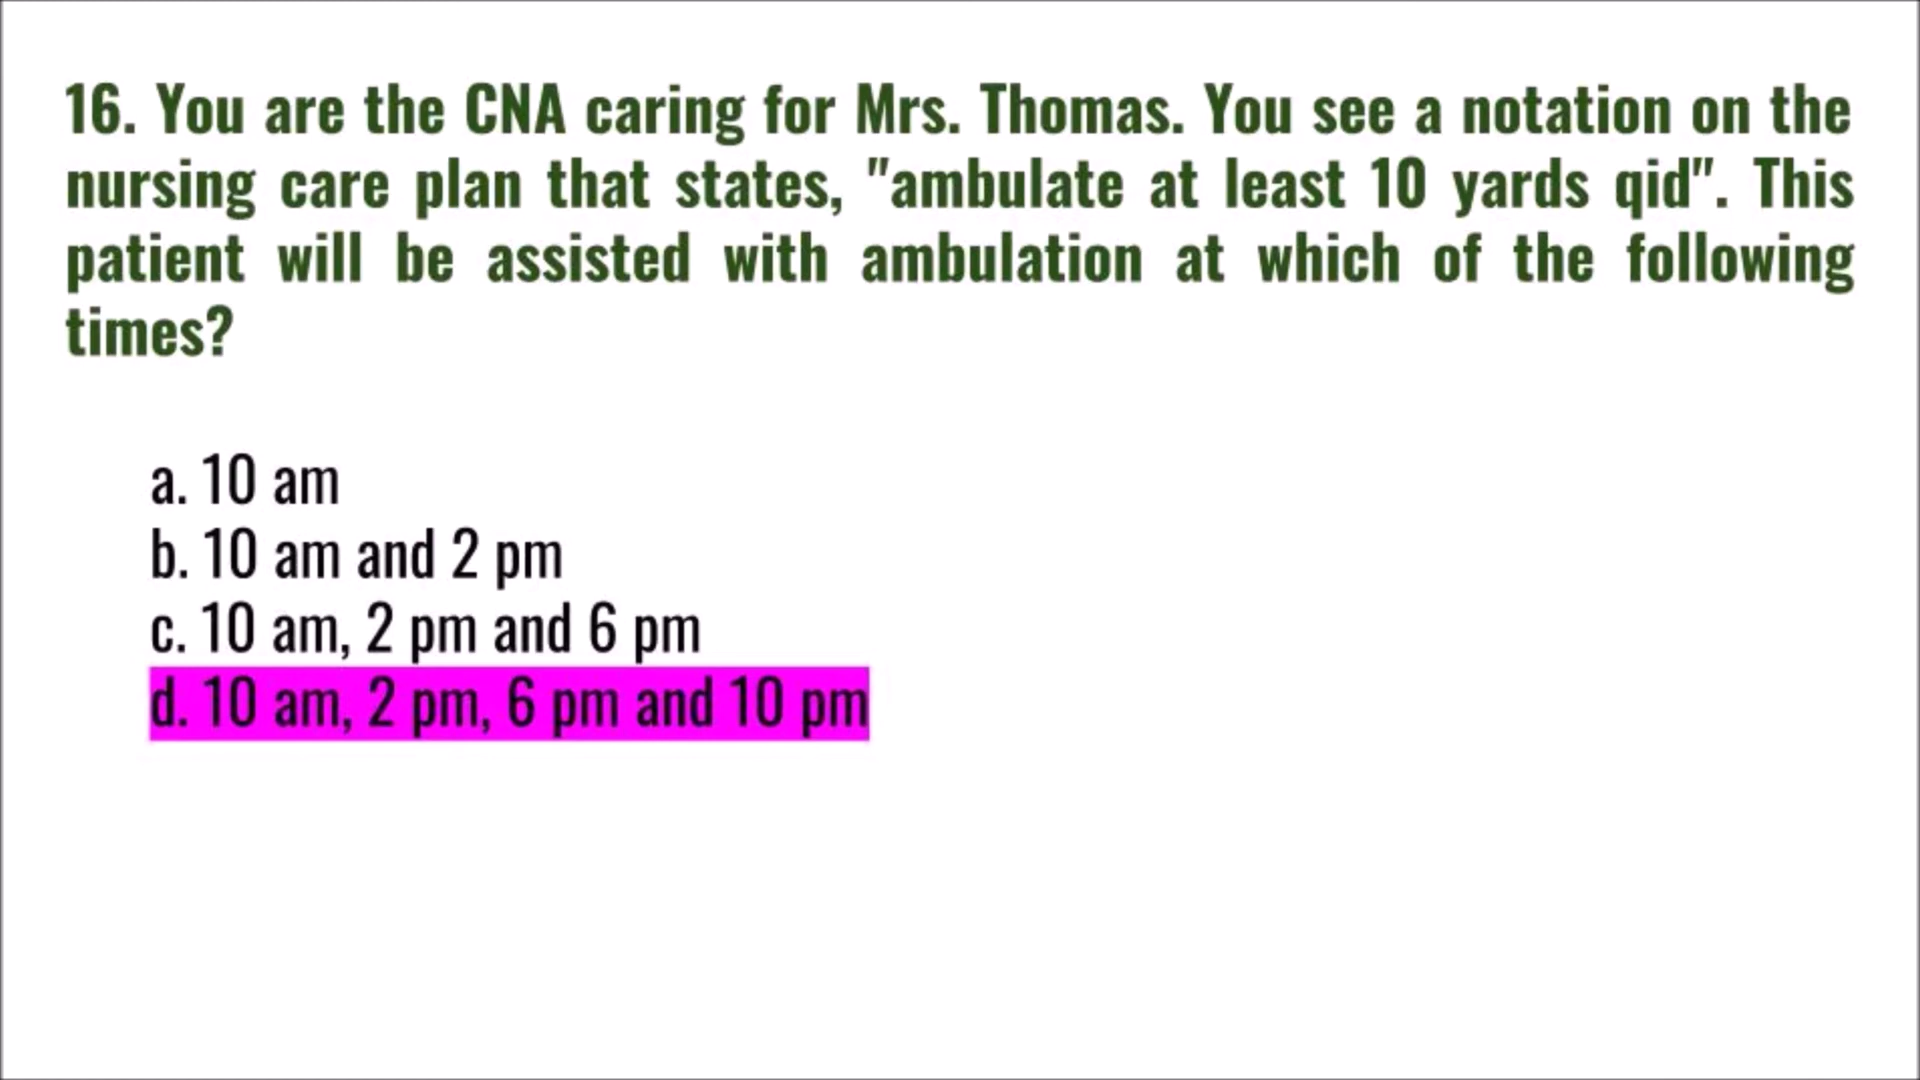 16. You are the CNA caring for Mrs. Thomas. You see a notation on the
nursing care plan that states, "ambulate at least 10 yards qid". This
patient will be assisted with ambulation at which of the following
times?
a. 10 am
b. 10 am and 2 pm
c. 10 am, 2 pm and 6 pm
d. 10 am, 2 pm, 6 pm and 10 pm